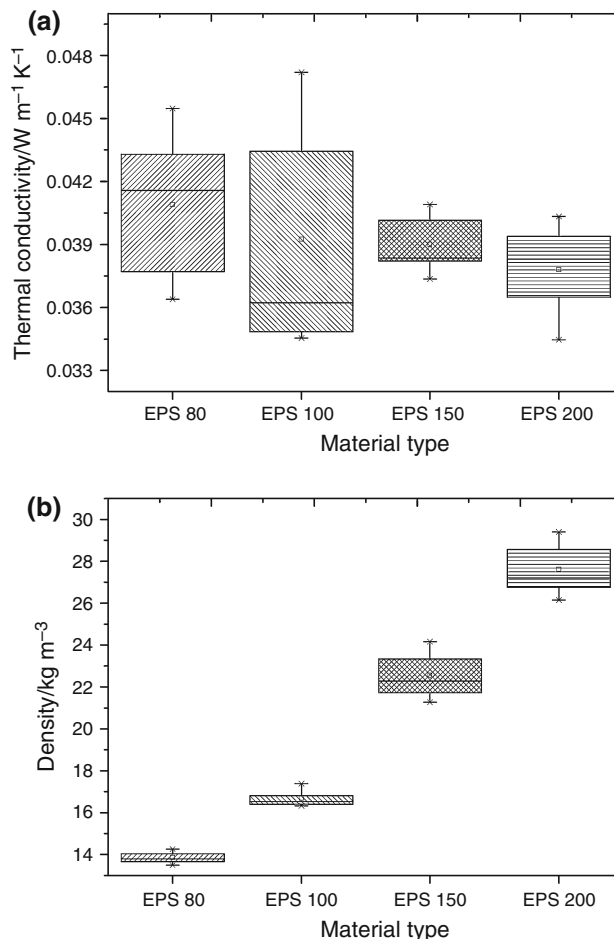 (a)
Thermal conductivity/W m⁻¹ K⁻¹
0.048
0.045
0.042
0.039
0.036
0.033
EPS 80 EPS 100 EPS 150 EPS 200
Material type
(b)
Density/kg m⁻³
30
28
26
24
22
20
18
16
14
EPS 80 EPS 100 EPS 150 EPS 200
Material type